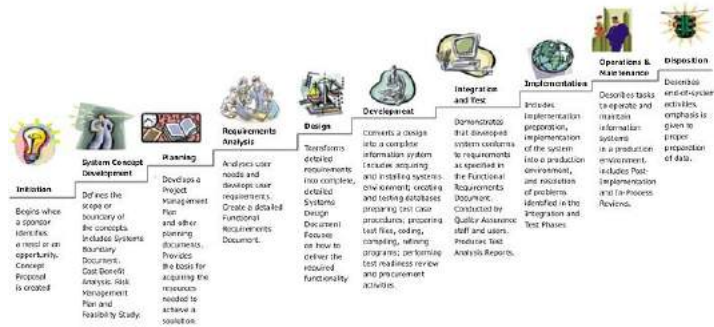 Initiation
Begins when
a sponsor
identifies
a need or an
opportunity.
Concept
Proposal
is created
System Concept
Development
Defines the
scope or
boundary of
the concepts.
Includes Systems
Boundary
Document.
Cost Benefit
Analysis. Risk
Management
Plan and
Feasibility Study.
Planning
Develops a
Project
Management
Plan
and other
planning
documents.
Provides
the basis for
acquiring the
resources
needed to
achieve a
soulution.
Requirements
Analysis
Analyses user
needs and
develops user
requirements.
Create a detailed
Functional
Requirements
Document.
Design
Transforms
detailed
requirements
into complete,
detailed
Systems
Design
Document
Focuses
on how to
deliver the
required
functionality
Development
Converts a design
into a complete
information system
Includes acquiring
and installing systems
environment; creating
and testing databases
preparing test case
procedures; preparing
test files, coding,
compiling, refining
programs; performing
test readiness review
and procurement
activities.
Integration
and Test
Demonstrates
that developed
system conforms
to requirements
as specified in
the Functional
Requirements
Document.
Conducted by
Quality Assurance
staff and users.
Produces Test
Analysis Reports.
Implementation
Includes
implementation
preparation,
implementation
of the system
into a production
environment,
and resolution
of problems
identified in the
Integration and
Test Phases
Operations &
Maintenance
Describes tasks
to operate and
maintain
information
systems
in a production
environment.
includes Post-
Implementation
and In-Process
Reviews.
Disposition
Describes
end-of-system
activities,
emphasis is
given to
proper
preparation
of data.